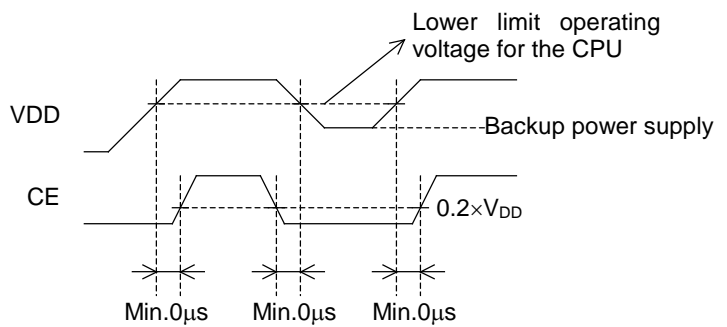 Lower limit operating
voltage for the CPU
VDD
Backup power supply
CE
0.2×VDD
Min.0μs Min.0μs Min.0μs